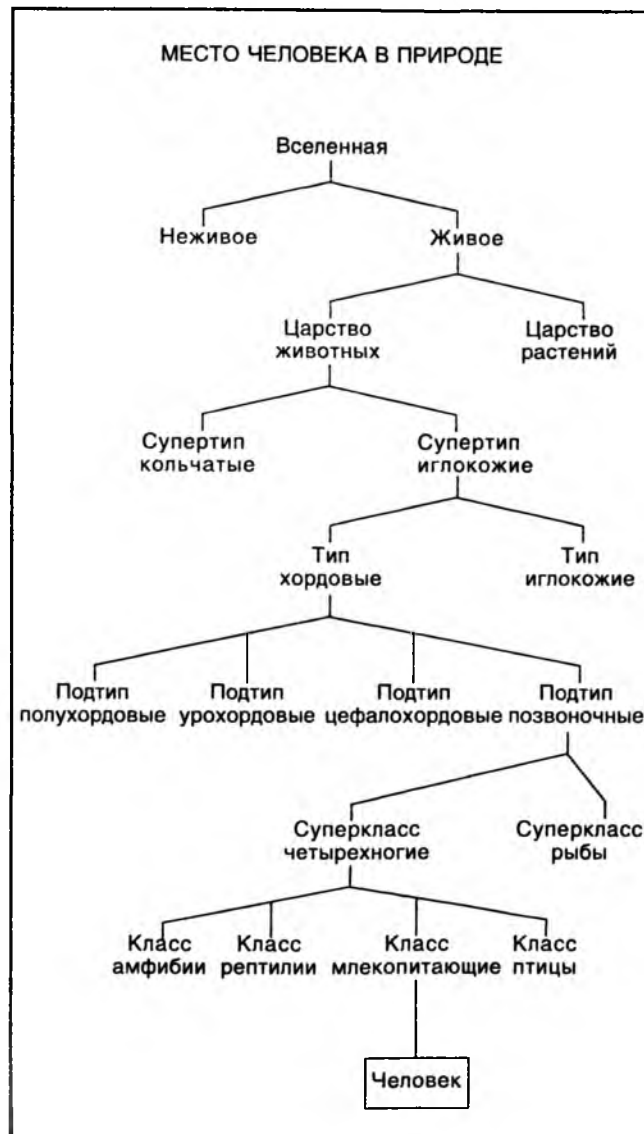 МЕСТО ЧЕЛОВЕКА В ПРИРОДЕ
Вселенная
Неживое Живое
Царство Царство
животных растений
Супертип Супертип
кольчатые иглокожие
Тип Тип
хордовые иглокожие
Подтип Подтип Подтип Подтип
полухордовые урохордовые цефалохордовые позвоночные
Суперкласс Суперкласс
четырехногие рыбы
Класс Класс Класс Класс
амфибии рептилии млекопитающие птицы
Человек